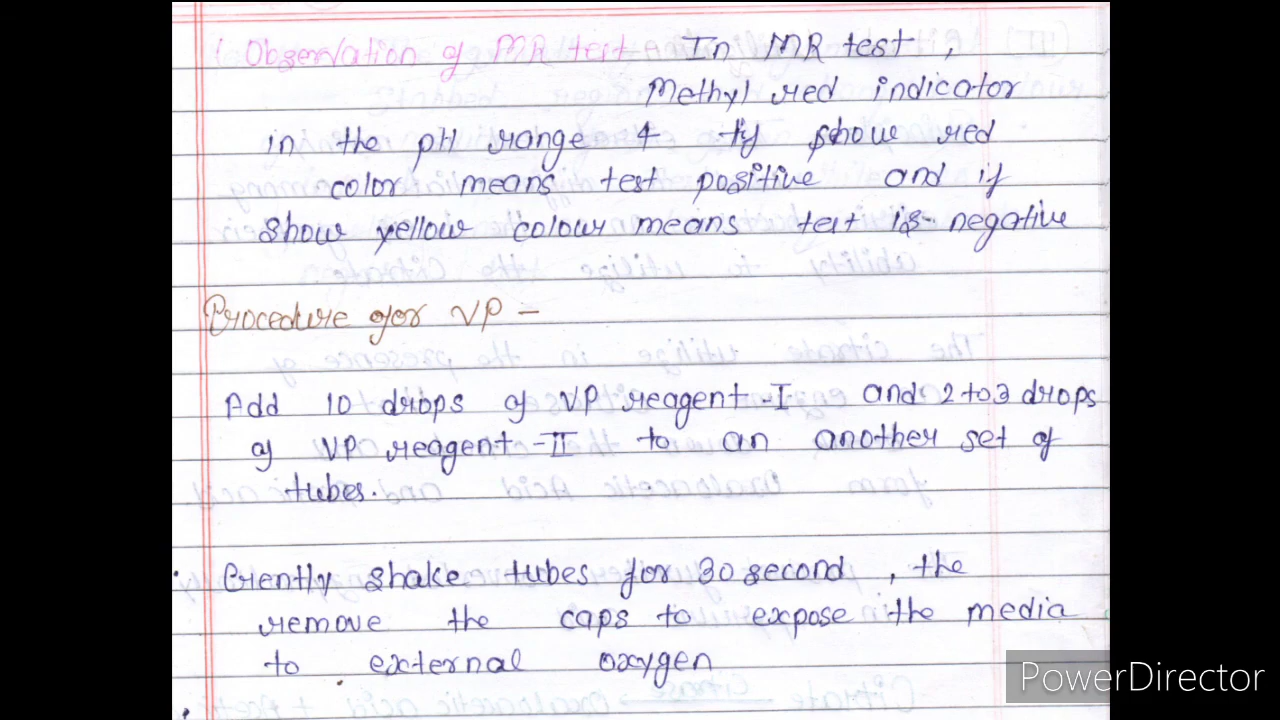 Observation of MR test In MR test,
Methyl red indicator
in the pH range 4 if show red
color means test positive and if
show yellow colour means test is negative
Procedure for VP -
Add 10 drops of VP reagent-I and 2 to 3 drops
of VP reagent-II to an another set of
tubes.
Gently shake tubes for 30 second, the
remove the caps to expose the media
to external oxygen
PowerDirector